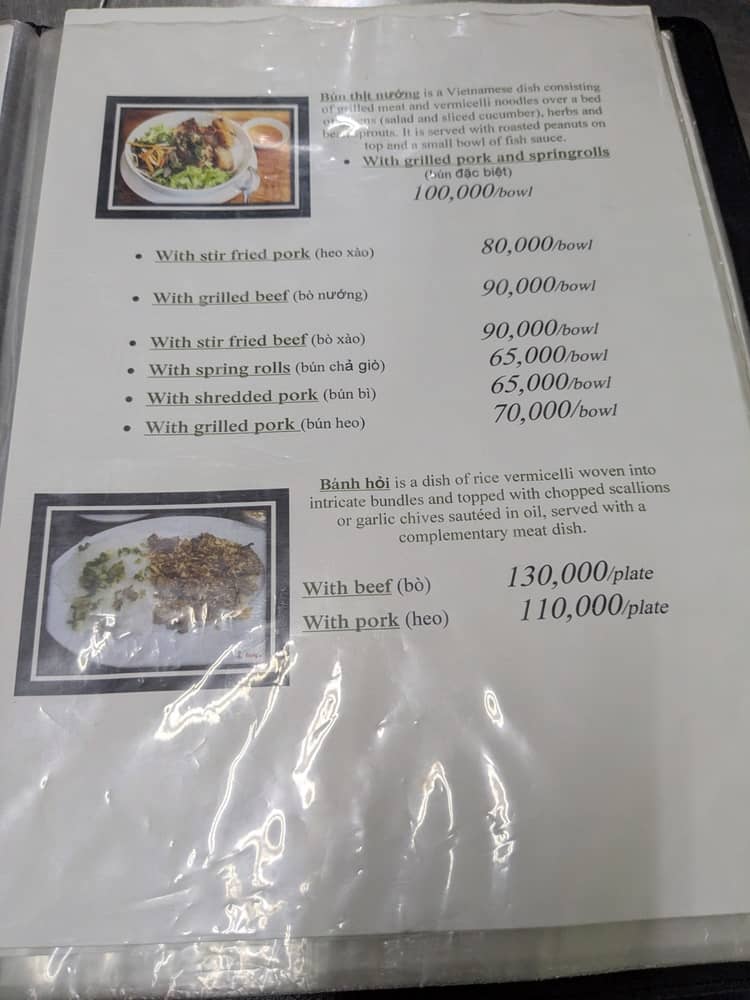 Bún thịt nướng is a Vietnamese dish consisting
of grilled meat and vermicelli noodles over a bed
(salad and sliced cucumber), herbs and
sprouts. It is served with roasted peanuts on
top and a small bowl of fish sauce.
• With grilled pork and springrolls
(bún đặc biệt)
100,000/bowl
• With stir fried pork (heo xào) 80,000/bowl
• With grilled beef (bò nướng) 90,000/bowl
• With stir fried beef (bò xào) 90,000/bowl
• With spring rolls (bún chả giò) 65,000/bowl
• With shredded pork (bún bì) 65,000/bowl
• With grilled pork (bún heo) 70,000/bowl
Bánh hỏi is a dish of rice vermicelli woven into
intricate bundles and topped with chopped scallions
or garlic chives sautéed in oil, served with a
complementary meat dish.
With beef (bò) 130,000/plate
With pork (heo) 110,000/plate